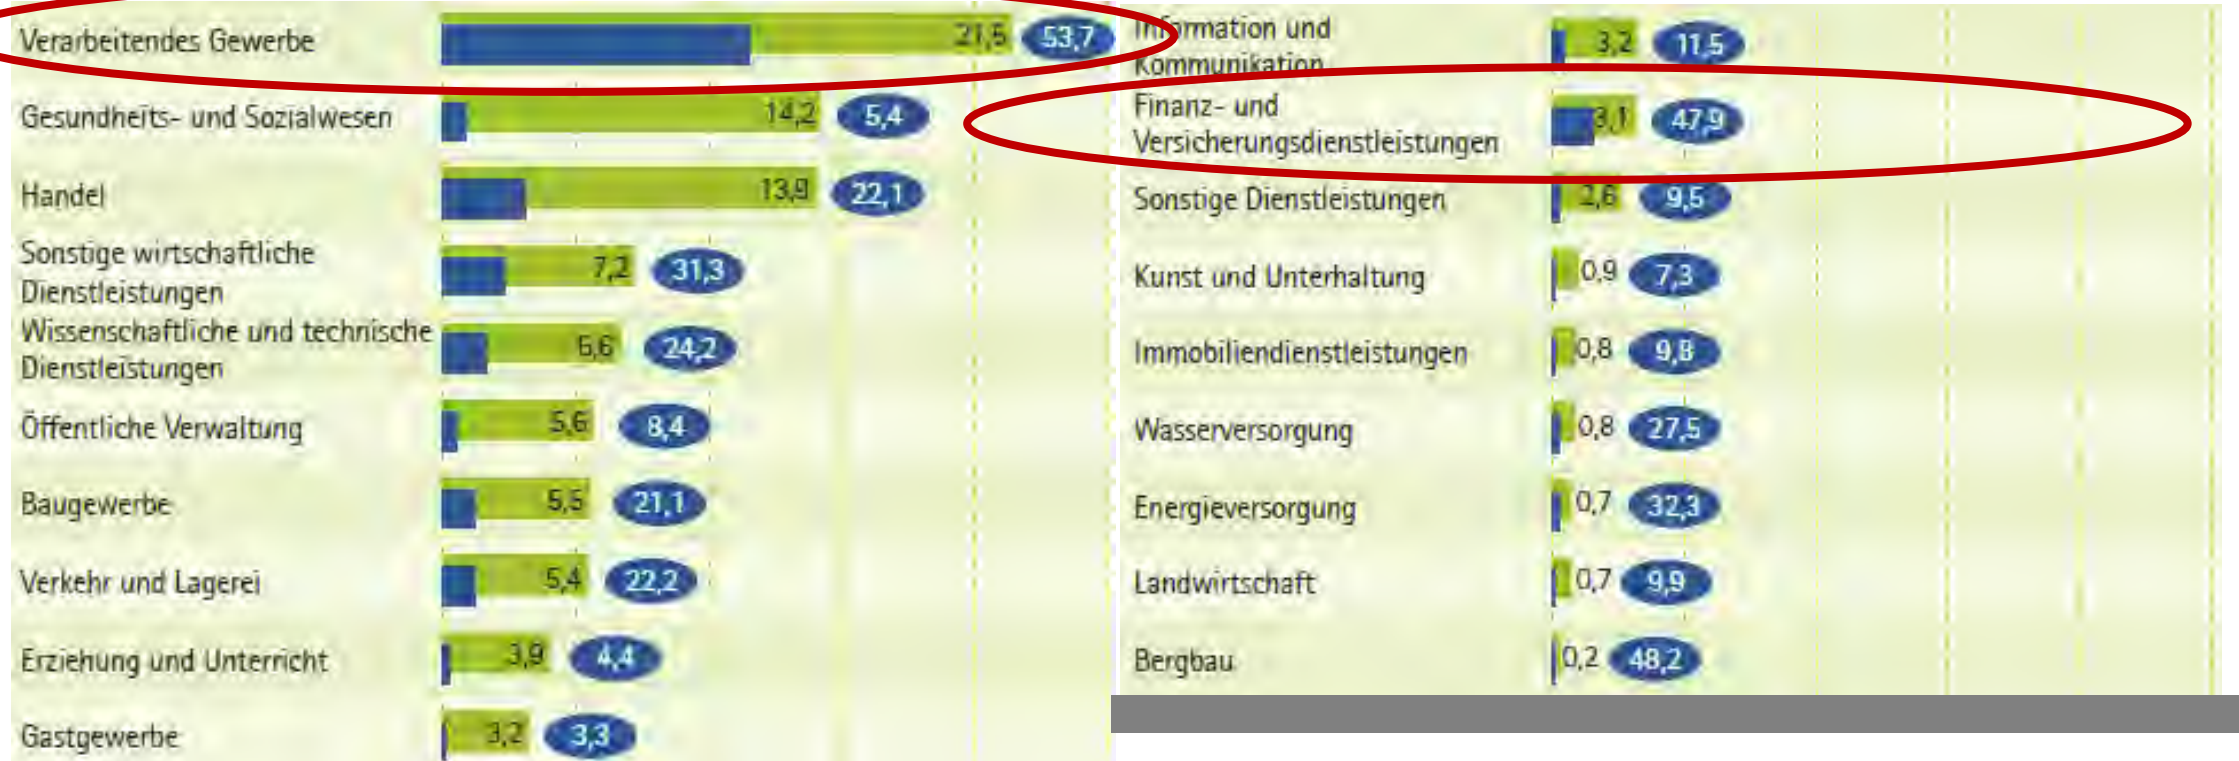 Verarbeitendes Gewerbe 21,5 53,7
Gesundheits- und Sozialwesen 14,2 5,4
Handel 13,9 22,1
Sonstige wirtschaftliche
Dienstleistungen 7,2 31,3
Wissenschaftliche und technische
Dienstleistungen 6,6 24,2
Öffentliche Verwaltung 5,6 8,4
Baugewerbe 5,5 21,1
Verkehr und Lagerei 5,4 22,2
Erziehung und Unterricht 3,9 4,4
Gastgewerbe 3,2 3,3
Information und
Kommunikation 3,2 11,5
Finanz- und
Versicherungsdienstleistungen 3,1 47,9
Sonstige Dienstleistungen 2,6 9,5
Kunst und Unterhaltung 0,9 7,3
Immobiliendienstleistungen 0,8 9,8
Wasserversorgung 0,8 27,5
Energieversorgung 0,7 32,3
Landwirtschaft 0,7 9,9
Bergbau 0,2 48,2